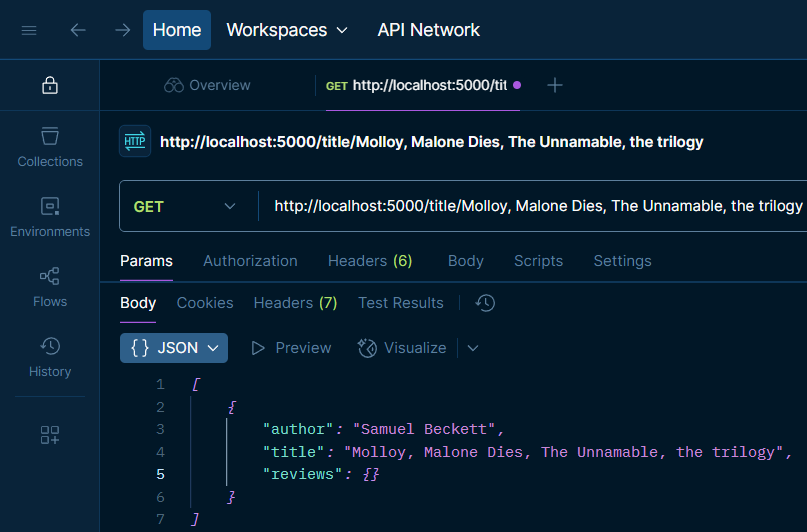 Home Workspaces API Network
Overview GET http://localhost:5000/tit
HTTP http://localhost:5000/title/Molloy, Malone Dies, The Unnamable, the trilogy
Collections
GET http://localhost:5000/title/Molloy, Malone Dies, The Unnamable, the trilogy
Environments
Params Authorization Headers (6) Body Scripts Settings
Flows
Body Cookies Headers (7) Test Results
History
{ } JSON Preview Visualize
1 [
2 {
3 "author": "Samuel Beckett",
4 "title": "Molloy, Malone Dies, The Unnamable, the trilogy",
5 "reviews": {}
6 }
7 ]